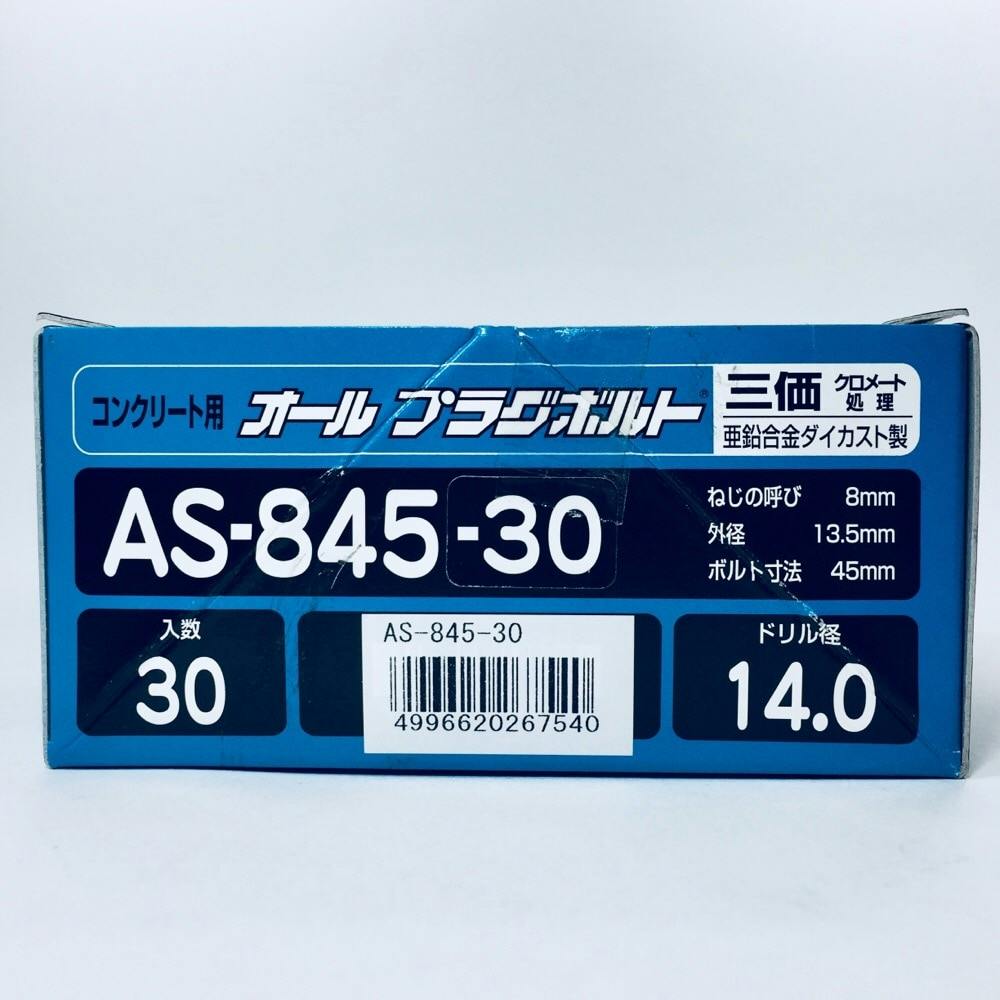 コンクリート用 オール プラグボルト®
三価 クロメート処理
亜鉛合金ダイカスト製
AS-845-30
ねじの呼び 8mm
外径 13.5mm
ボルト寸法 45mm
入数
30
AS-845-30
4996620267540
ドリル径
14.0